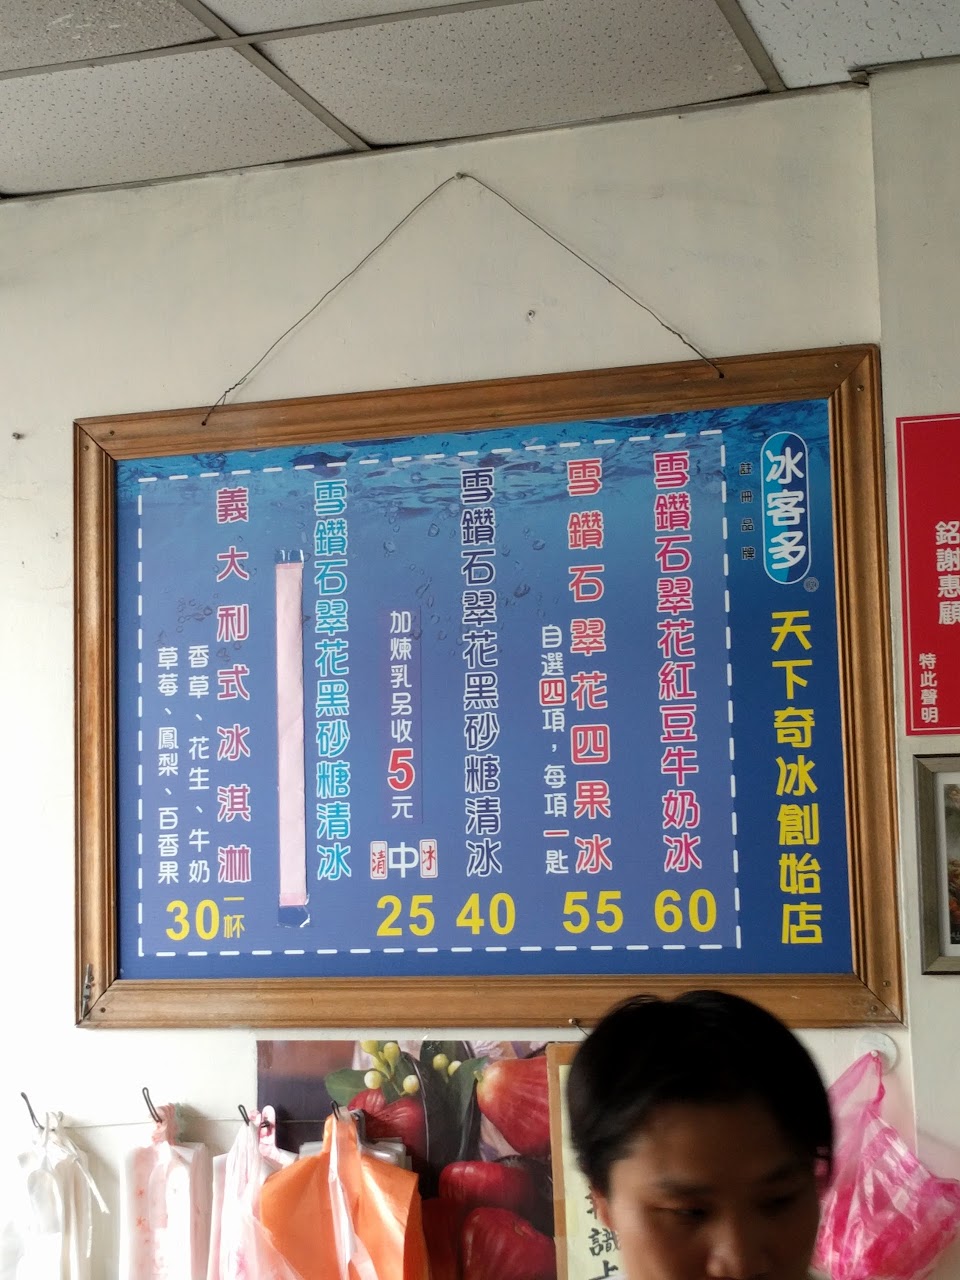 冰客多
註冊品牌
天下奇冰創始店
雪鑽石翠花紅豆牛奶冰
60
雪鑽石翠花四果冰
自選四項，每項一匙
55
雪鑽石翠花黑砂糖清冰
40
加煉乳另收5元
清中冰
25
雪鑽石翠花黑砂糖清冰
義大利式冰淇淋
香草、花生、牛奶
草莓、鳳梨、百香果
30一杯
銘謝惠顧
特此聲明
識